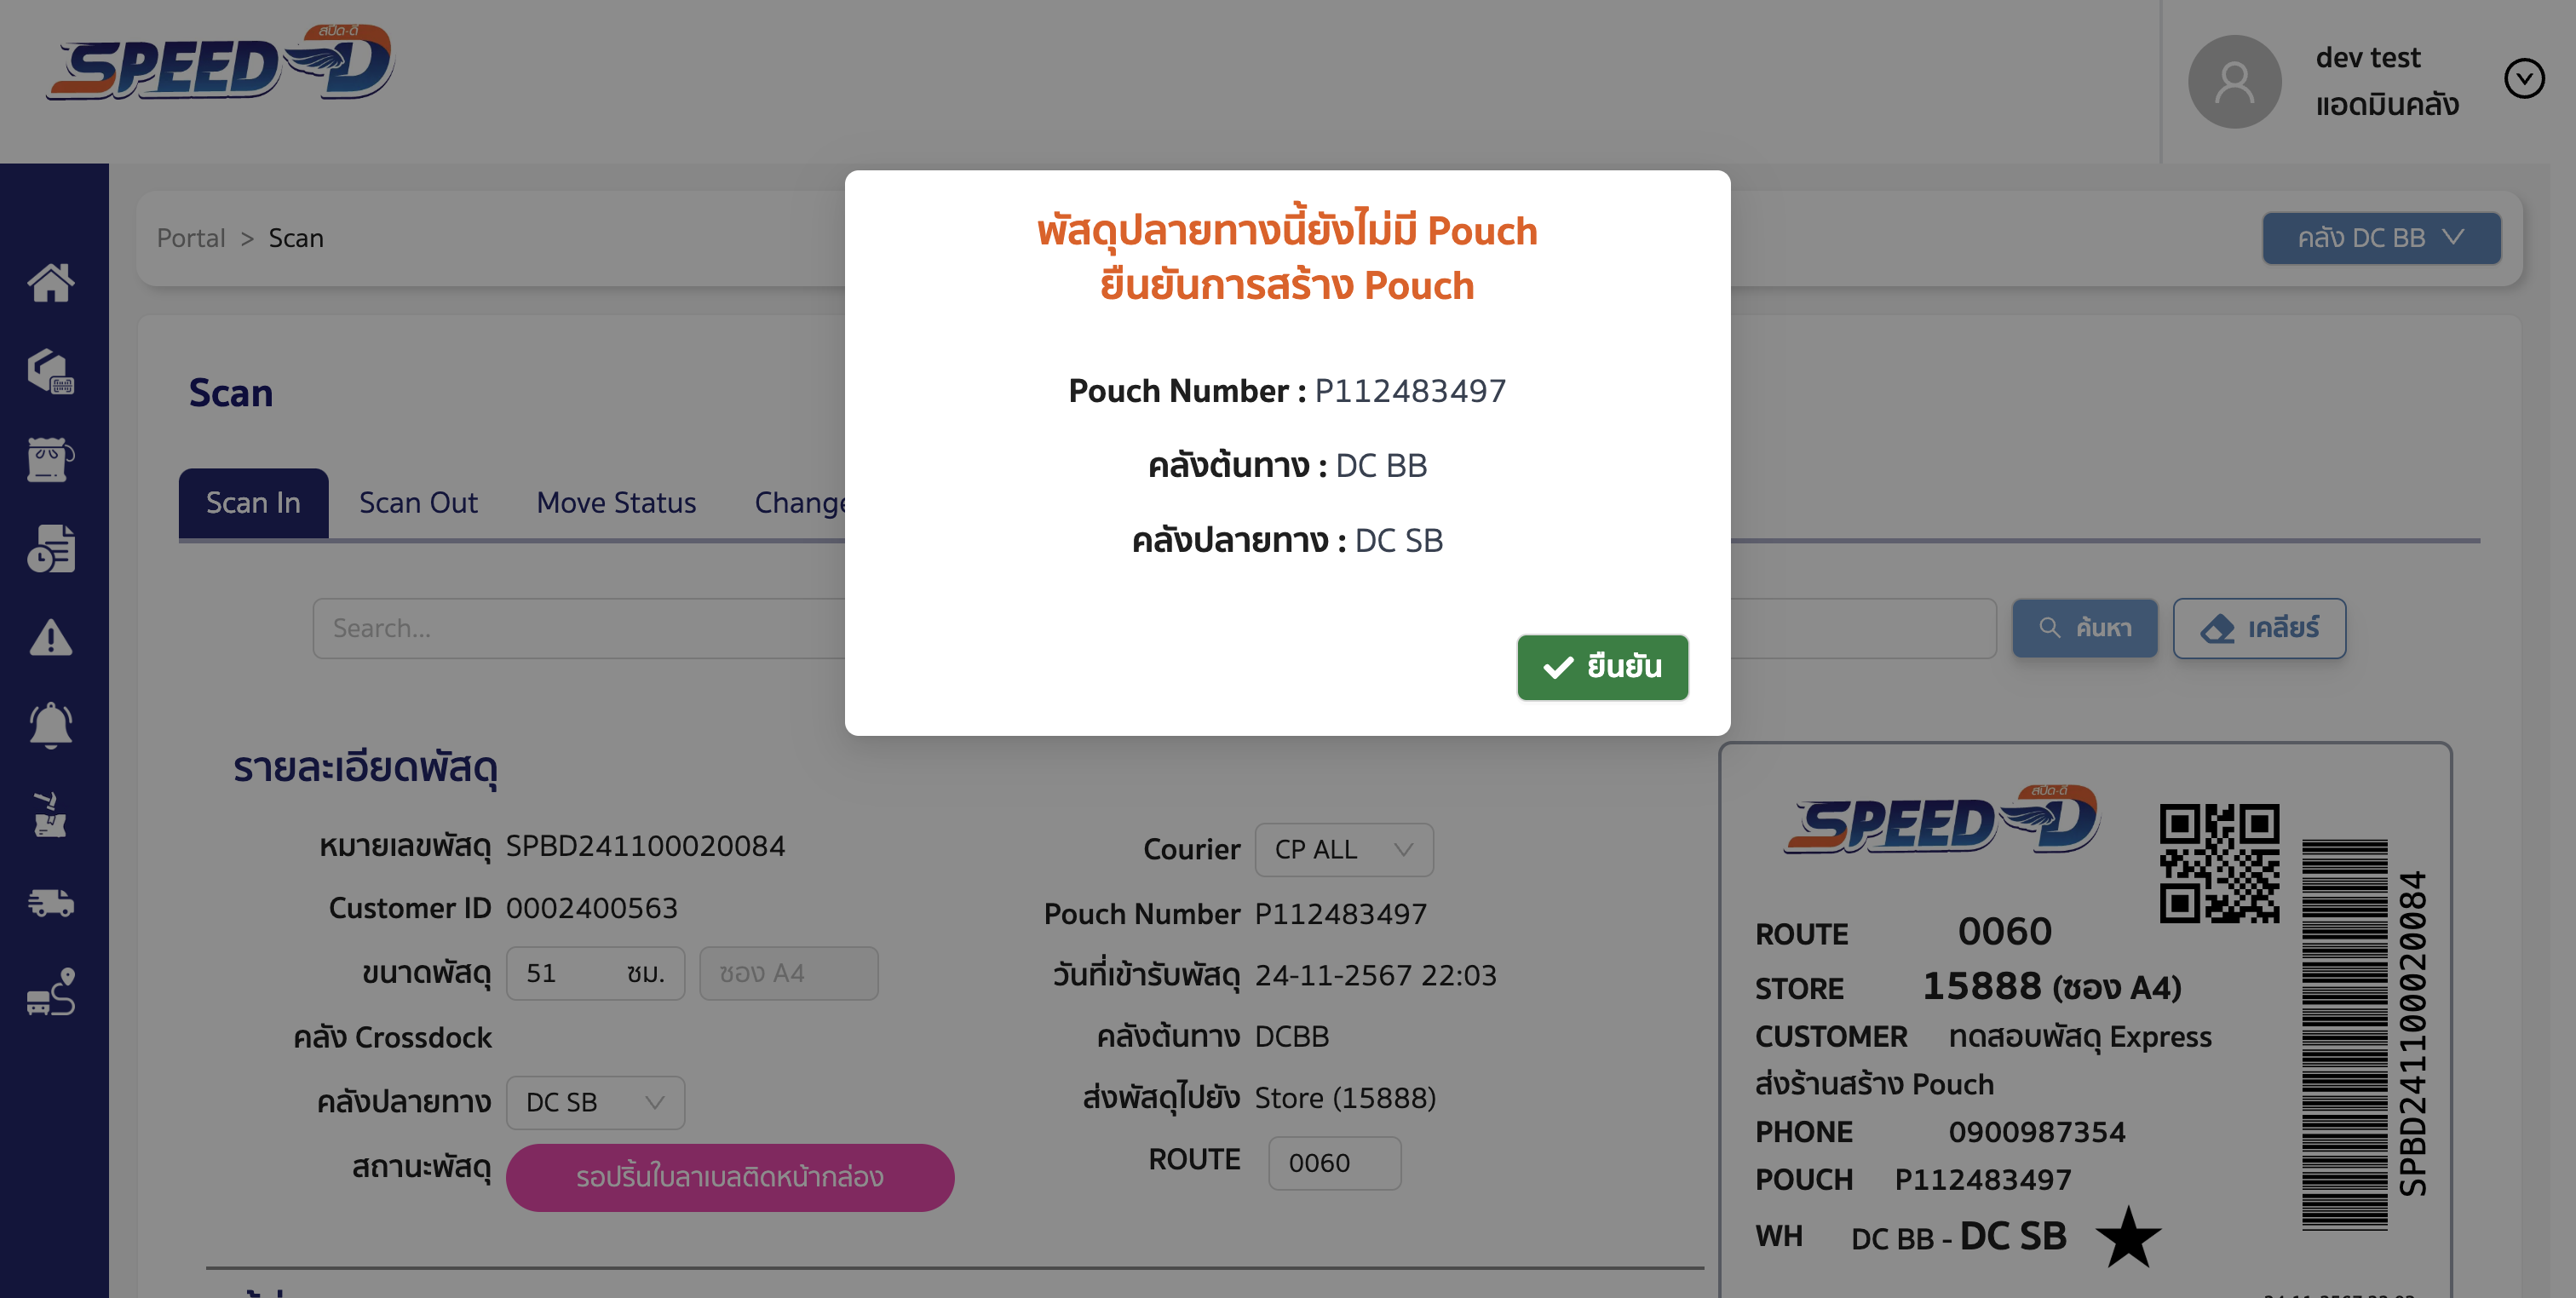 สปีด-ดี
SPEED-D
dev test
แอดมินคลัง
Portal > Scan
คลัง DC BB
พัสดุปลายทางนี้ยังไม่มี Pouch
ยืนยันการสร้าง Pouch
Pouch Number : P112483497
คลังต้นทาง : DC BB
คลังปลายทาง : DC SB
ยืนยัน
Scan
Scan In
Scan Out
Move Status
Change
Search...
ค้นหา
เคลียร์
รายละเอียดพัสดุ
หมายเลขพัสดุ SPBD241100020084
Customer ID 0002400563
ขนาดพัสดุ 51 ซม. ซอง A4
คลัง Crossdock
คลังปลายทาง DC SB
สถานะพัสดุ รอปริ้นใบลาเบลติดหน้ากล่อง
Courier CP ALL
Pouch Number P112483497
วันที่เข้ารับพัสดุ 24-11-2567 22:03
คลังต้นทาง DCBB
ส่งพัสดุไปยัง Store (15888)
ROUTE 0060
สปีด-ดี
SPEED-D
ROUTE 0060
STORE 15888 (ซอง A4)
CUSTOMER ทดสอบพัสดุ Express
ส่งร้านสร้าง Pouch
PHONE 0900987354
POUCH P112483497
WH DC BB - DC SB
SPBD241100020084